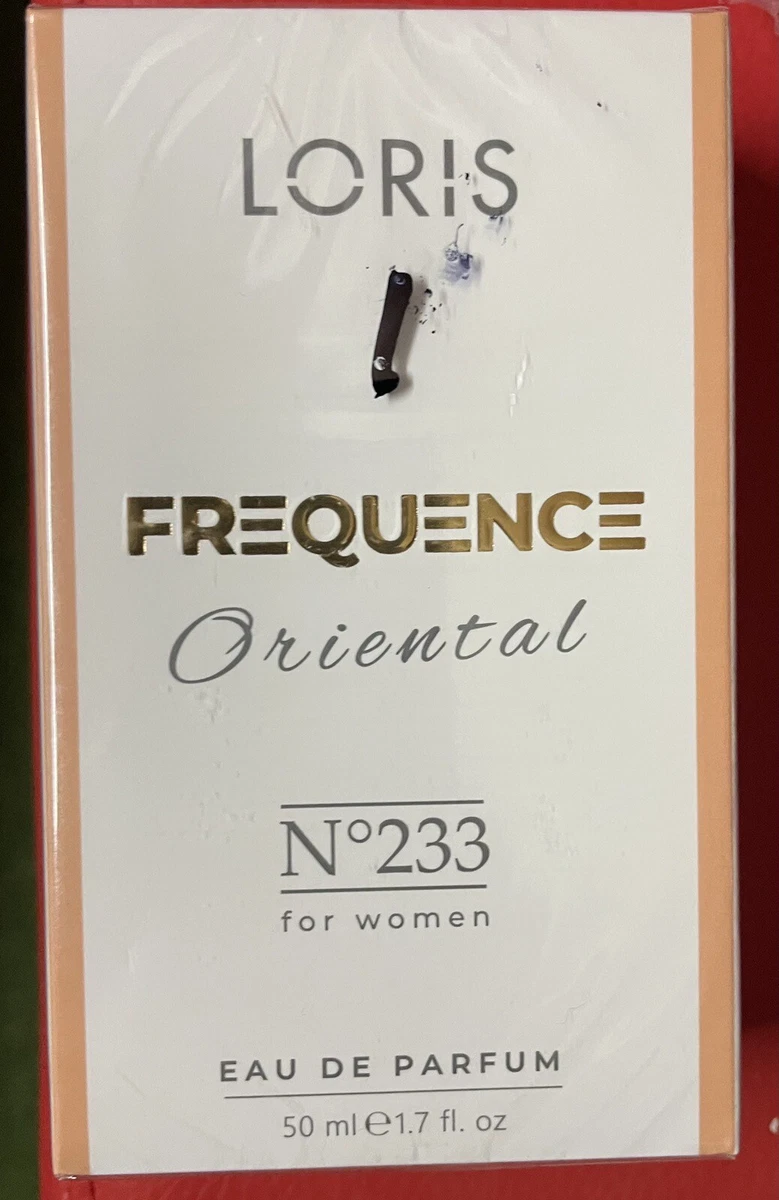 LORIS
FREQUENCE
Oriental
N°233
for women
EAU DE PARFUM
50 ml ℮ 1.7 fl. oz